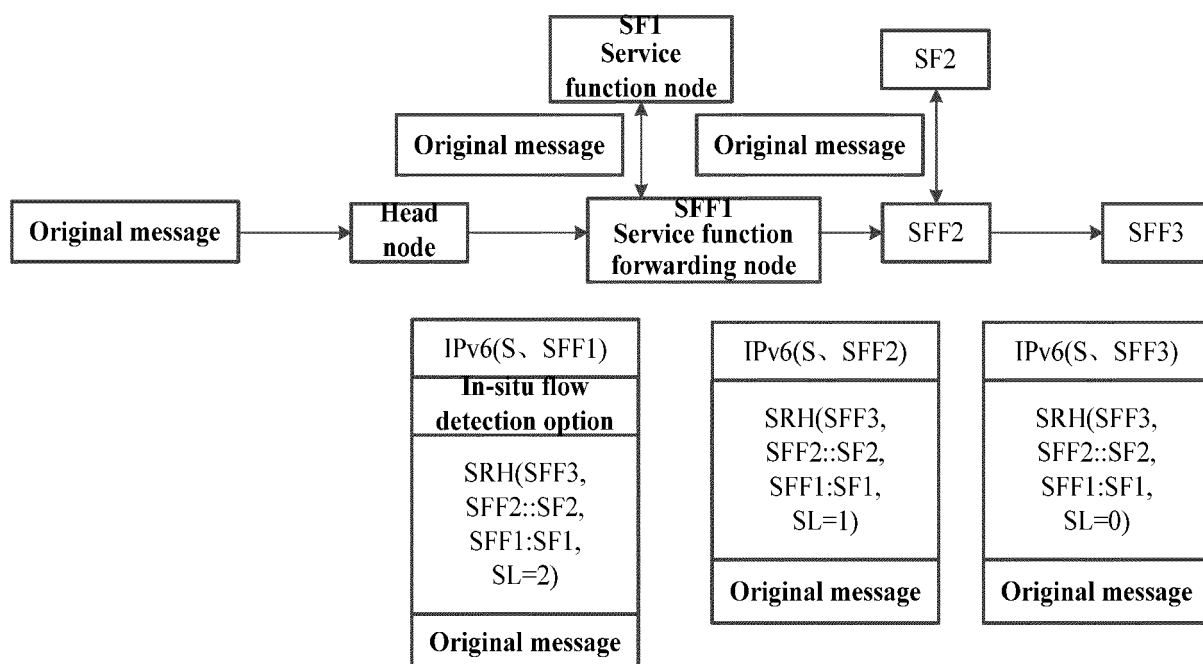 SF1
Service
function node
SF2
Original message
Original message
Original message
Head
node
SFF1
Service function
forwarding node
SFF2
SFF3
IPv6(S、SFF1)
In-situ flow
detection option
SRH(SFF3,
SFF2::SF2,
SFF1:SF1,
SL=2)
Original message
IPv6(S、SFF2)
SRH(SFF3,
SFF2::SF2,
SFF1:SF1,
SL=1)
Original message
IPv6(S、SFF3)
SRH(SFF3,
SFF2::SF2,
SFF1:SF1,
SL=0)
Original message